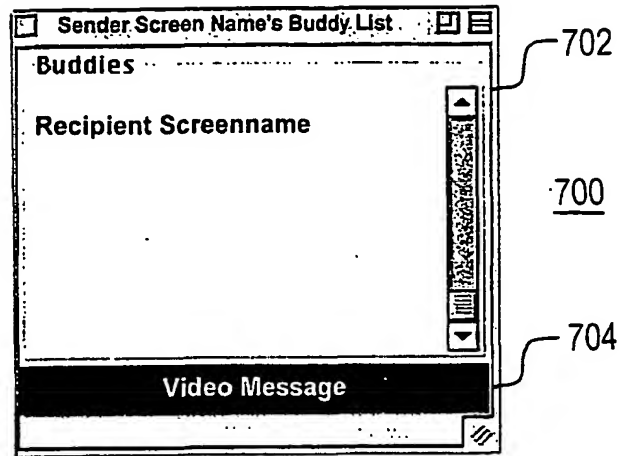 Sender Screen Name's Buddy List
702
Buddies
Recipient Screenname
700
704
Video Message